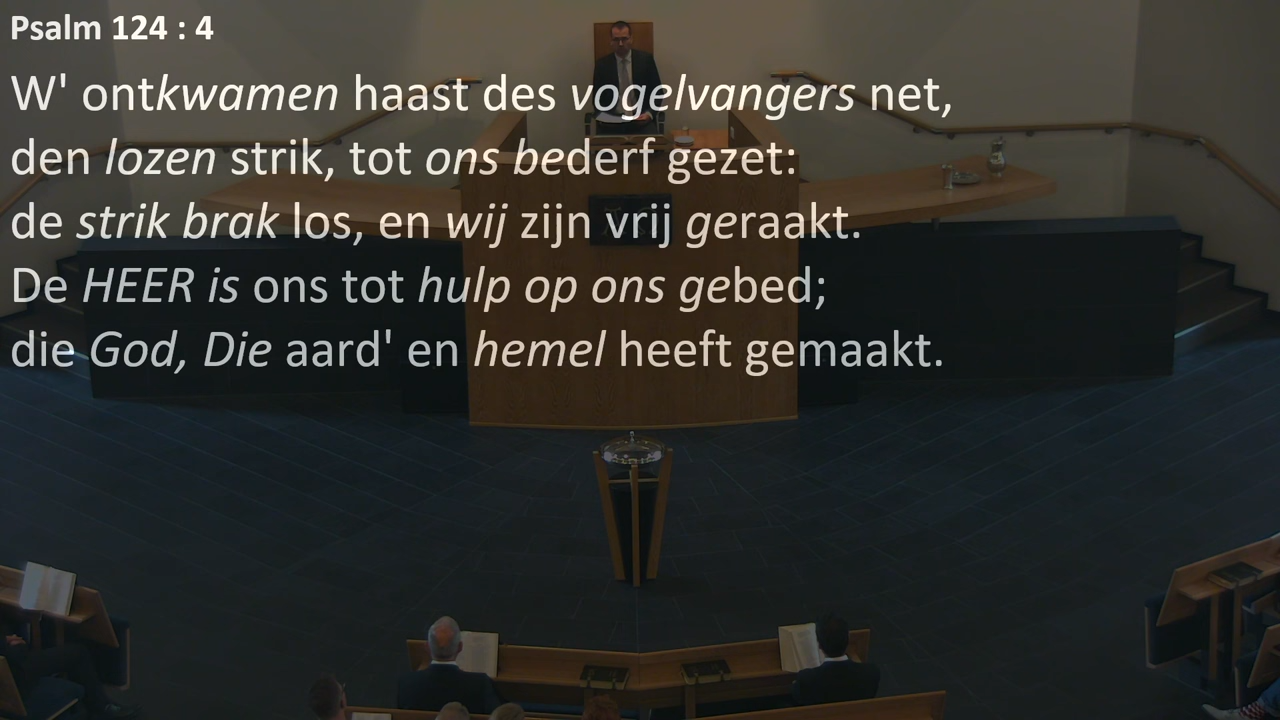 Psalm 124 : 4
W' ontkwamen haast des vogelvangers net,
den lozen strik, tot ons bederf gezet:
de strik brak los, en wij zijn vrij geraakt.
De HEER is ons tot hulp op ons gebed;
die God, Die aard' en hemel heeft gemaakt.